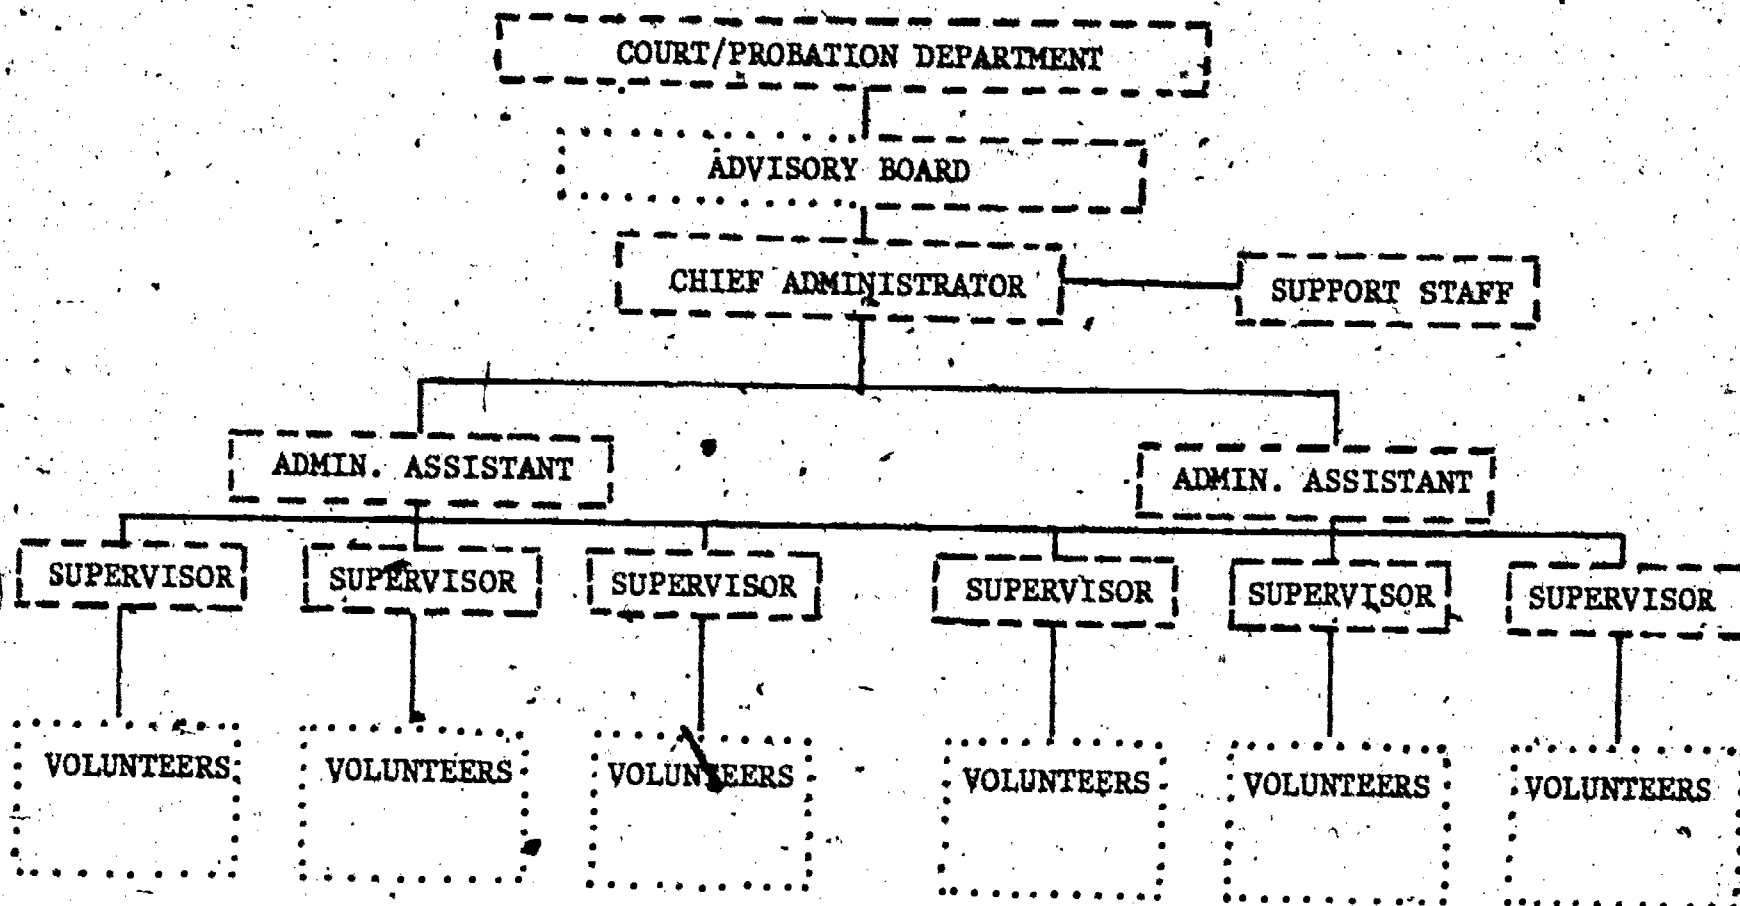 COURT/PROBATION DEPARTMENT
ADVISORY BOARD
CHIEF ADMINISTRATOR
SUPPORT STAFF
ADMIN. ASSISTANT
ADMIN. ASSISTANT
SUPERVISOR
SUPERVISOR
SUPERVISOR
SUPERVISOR
SUPERVISOR
SUPERVISOR
VOLUNTEERS
VOLUNTEERS
VOLUNTEERS
VOLUNTEERS
VOLUNTEERS
VOLUNTEERS